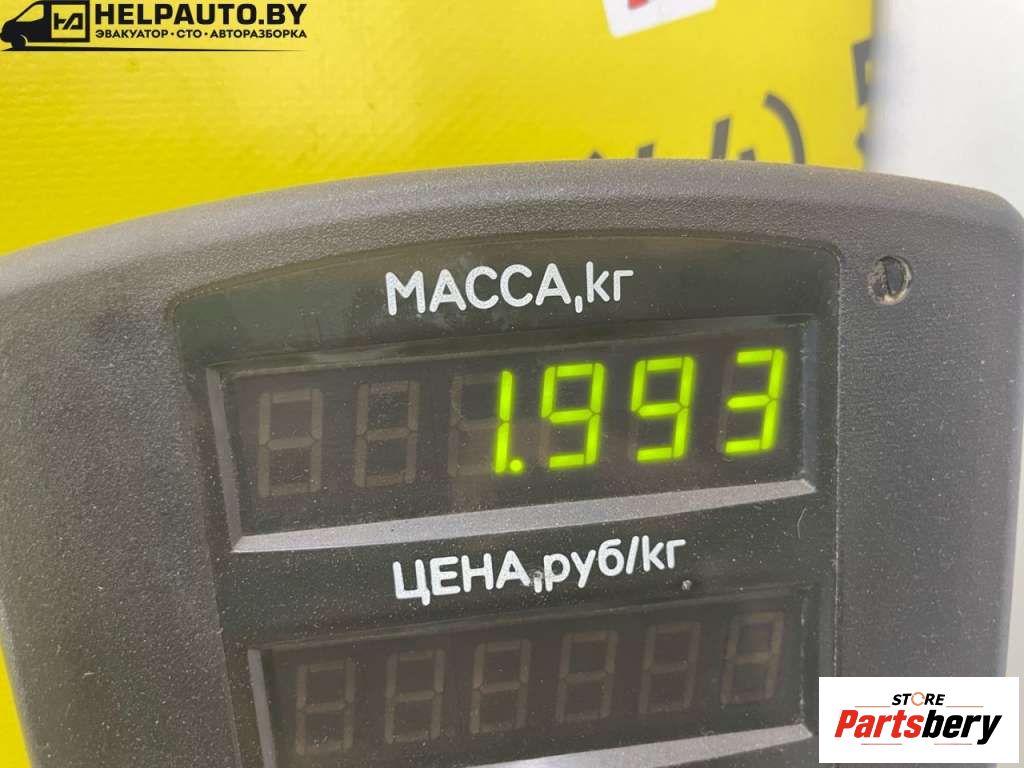 HELPAUTO.BY
ЭВАКУАТОР • СТО • АВТОРАЗБОРКА
МАССА,кг
1.993
ЦЕНА,руб/кг
STORE
Partsbery